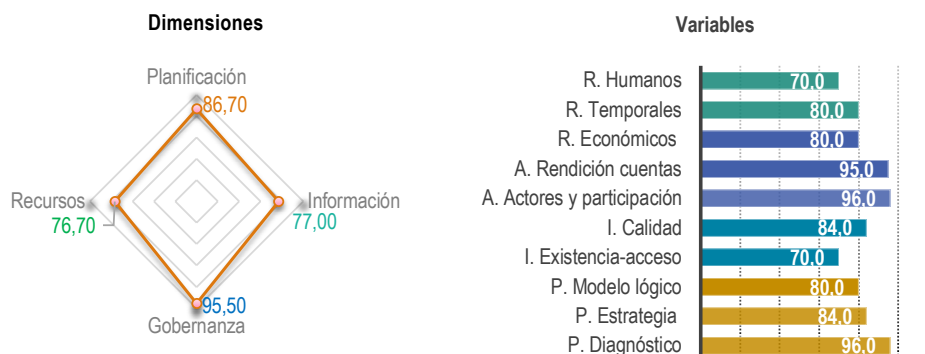 Dimensiones
Planificación
86,70
Recursos
76,70
Información
77,00
95,50
Gobernanza
Variables
R. Humanos 70,0
R. Temporales 80,0
R. Económicos 80,0
A. Rendición cuentas 95,0
A. Actores y participación 96,0
I. Calidad 84,0
I. Existencia-acceso 70,0
P. Modelo lógico 80,0
P. Estrategia 84,0
P. Diagnóstico 96,0